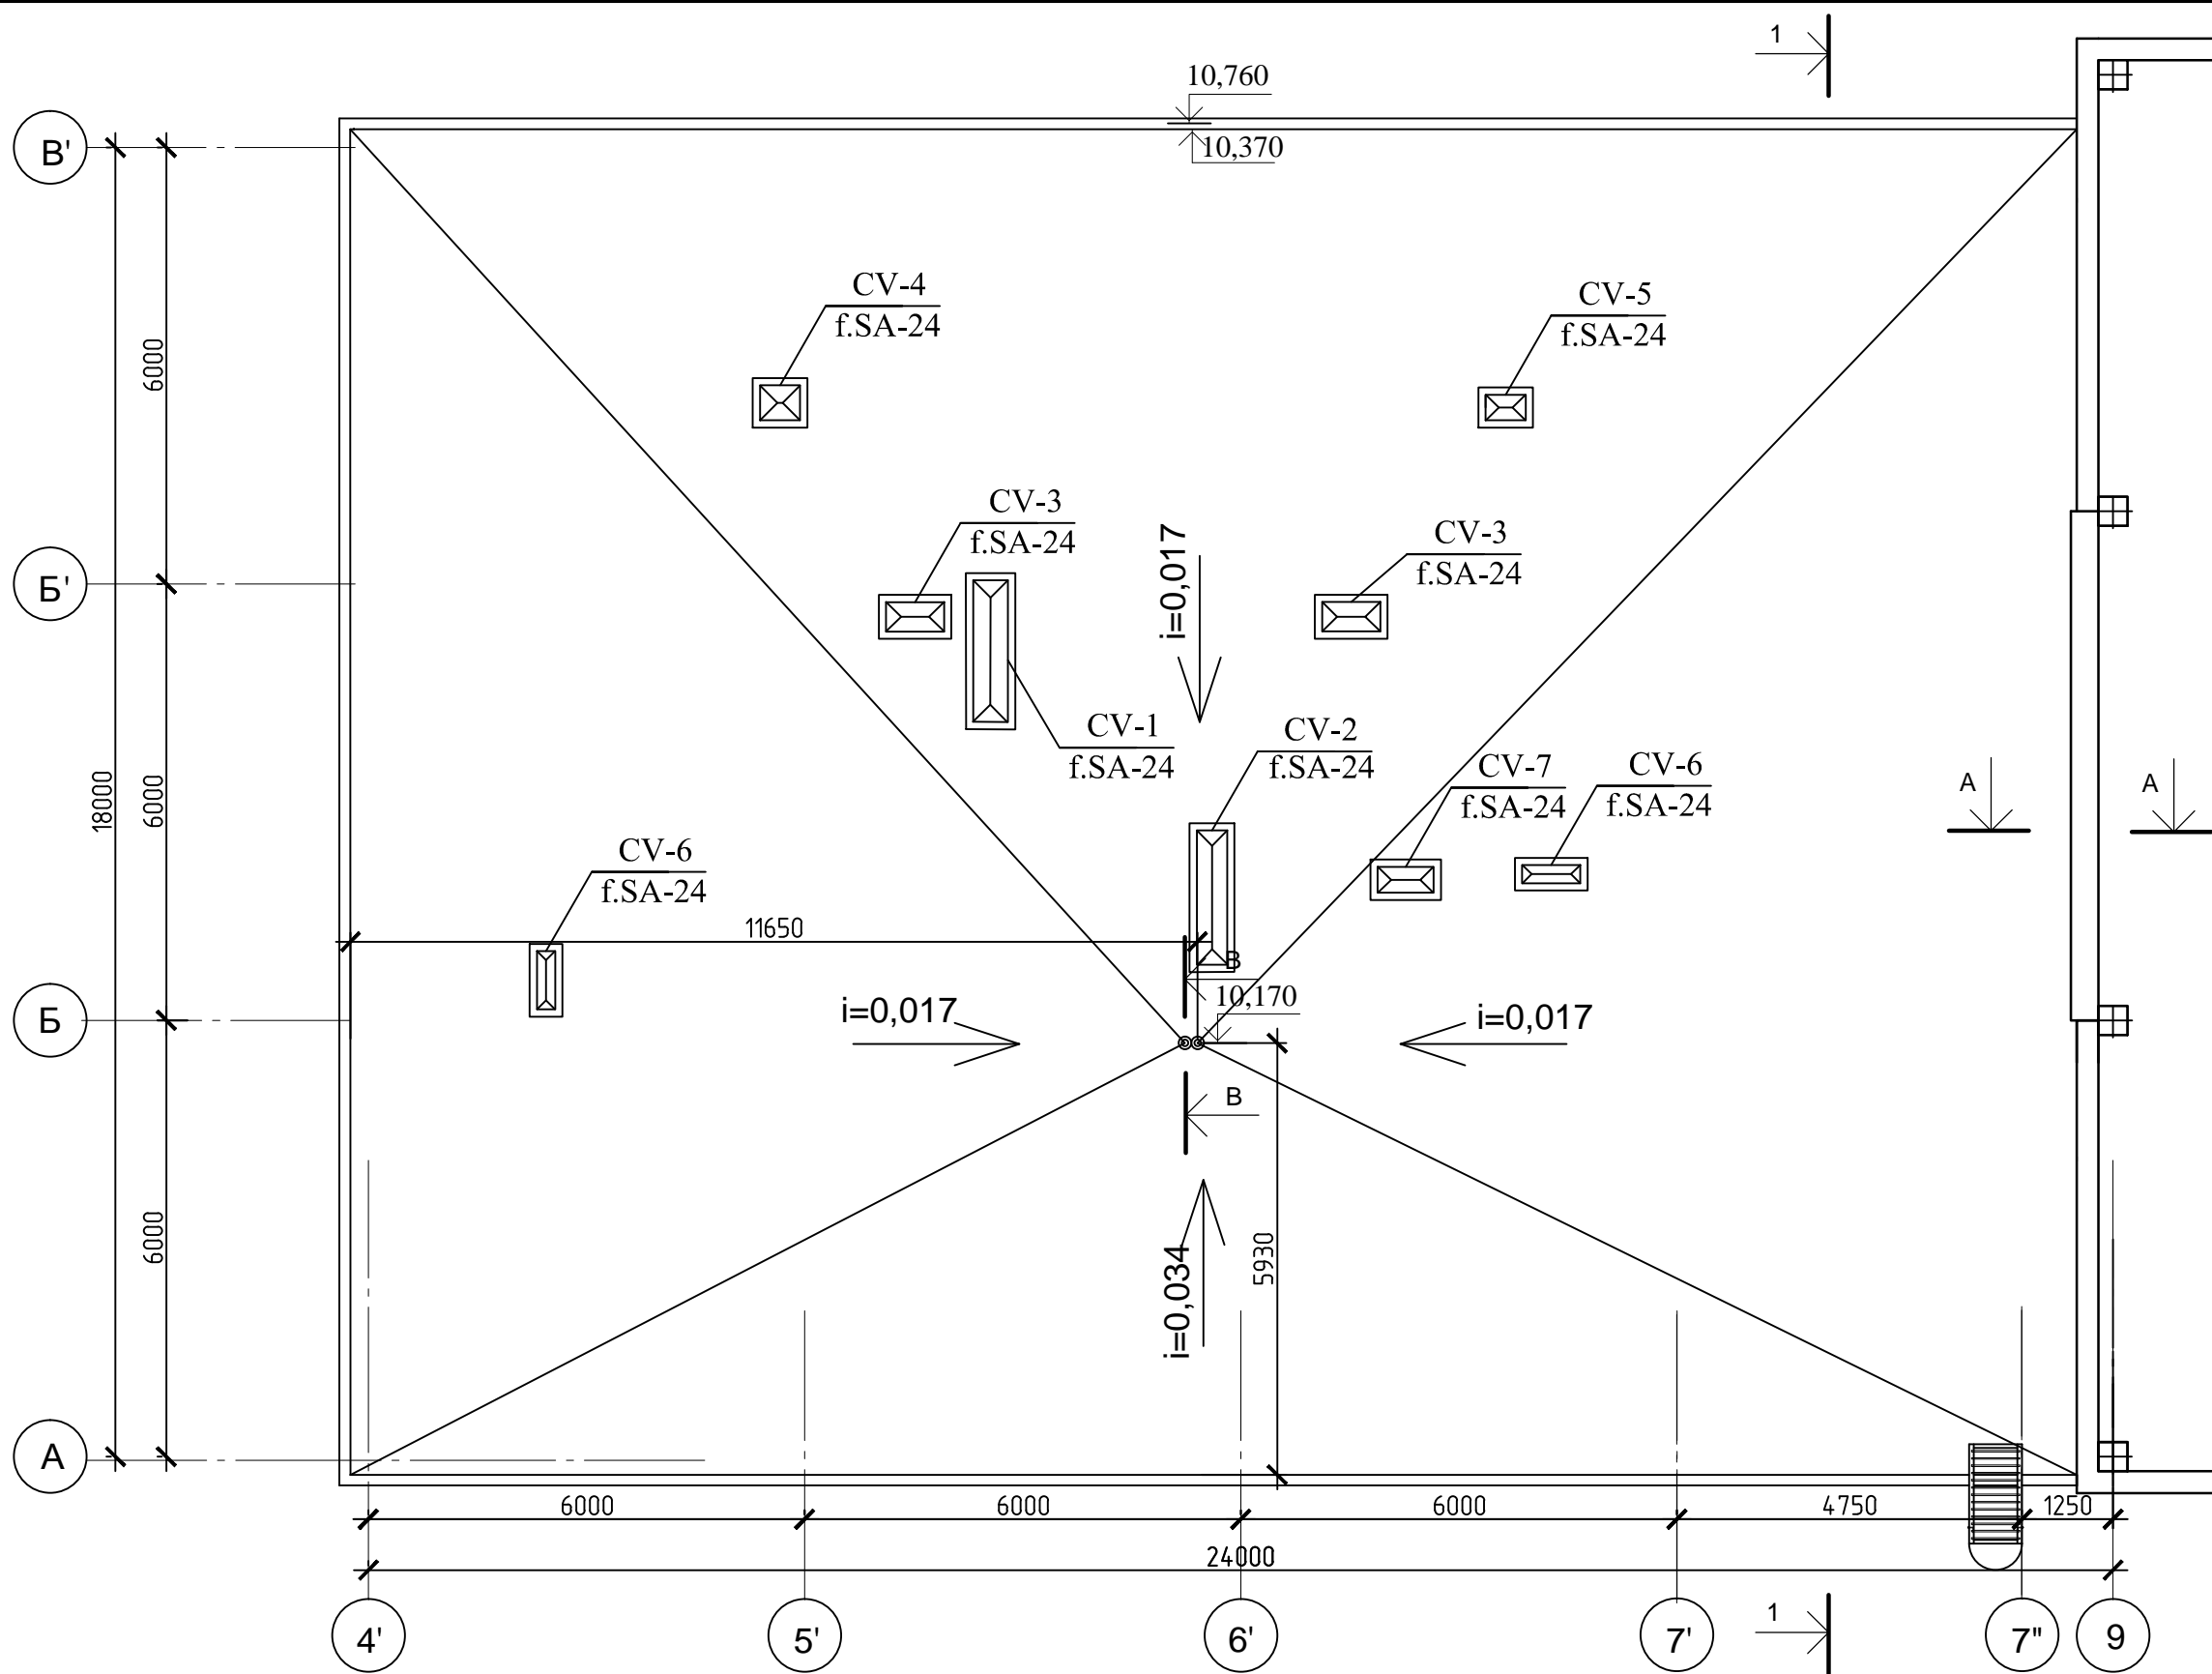 1
10,760
10,370
В'
CV-4
f.SA-24
CV-5
f.SA-24
6000
CV-3
f.SA-24
CV-3
f.SA-24
i=0,017
Б'
CV-1
f.SA-24
CV-2
f.SA-24
CV-7
f.SA-24
CV-6
f.SA-24
A
A
18000
6000
CV-6
f.SA-24
11650
B
10,170
i=0,017
i=0,017
Б
B
6000
5930
i=0,034
А
6000
6000
6000
4750
1250
24000
1
4'
5'
6'
7'
7"
9